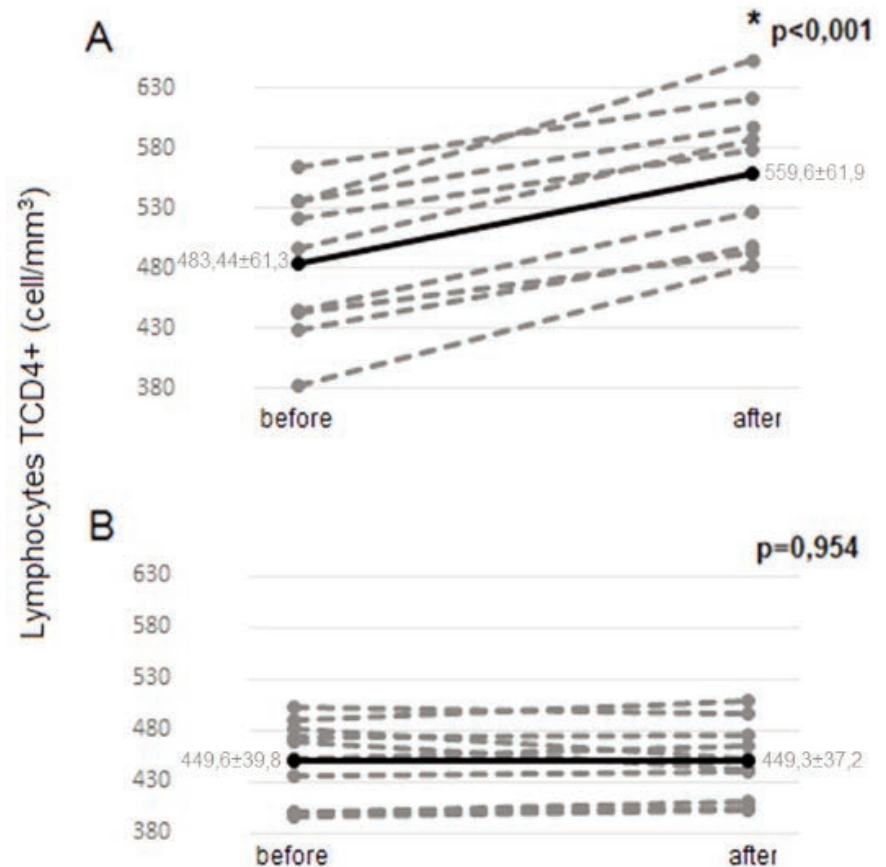 A
*
p<0,001
630
580
559,6±61,9
530
483,44±61,3
480
430
380
before after
Lymphocytes TCD4+ (cell/mm³)
B
p=0,954
630
580
530
480
449,6±39,8 449,3±37,2
430
380
before after